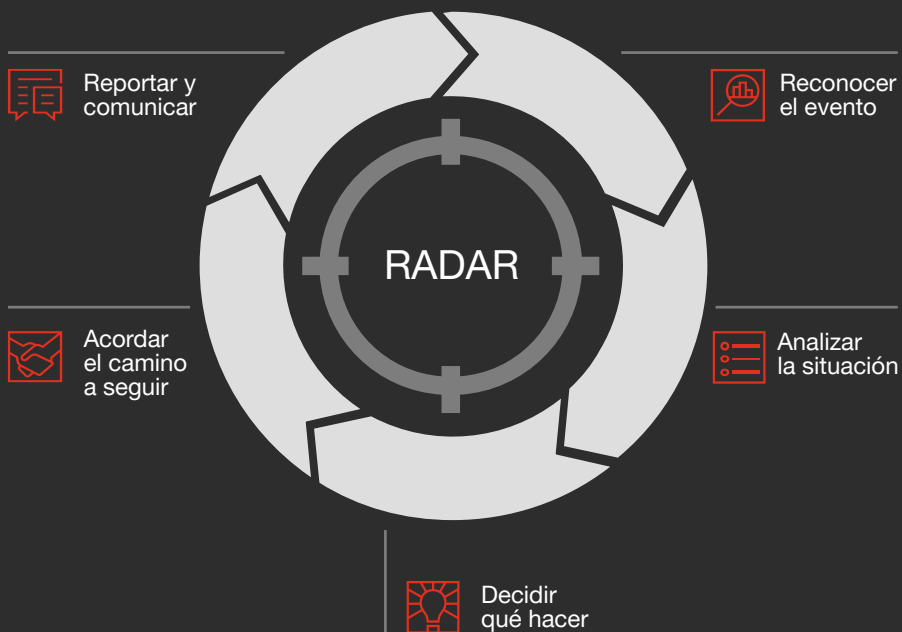 Reportar y
comunicar
Reconocer
el evento
RADAR
Acordar
el camino
a seguir
Analizar
la situación
Decidir
qué hacer